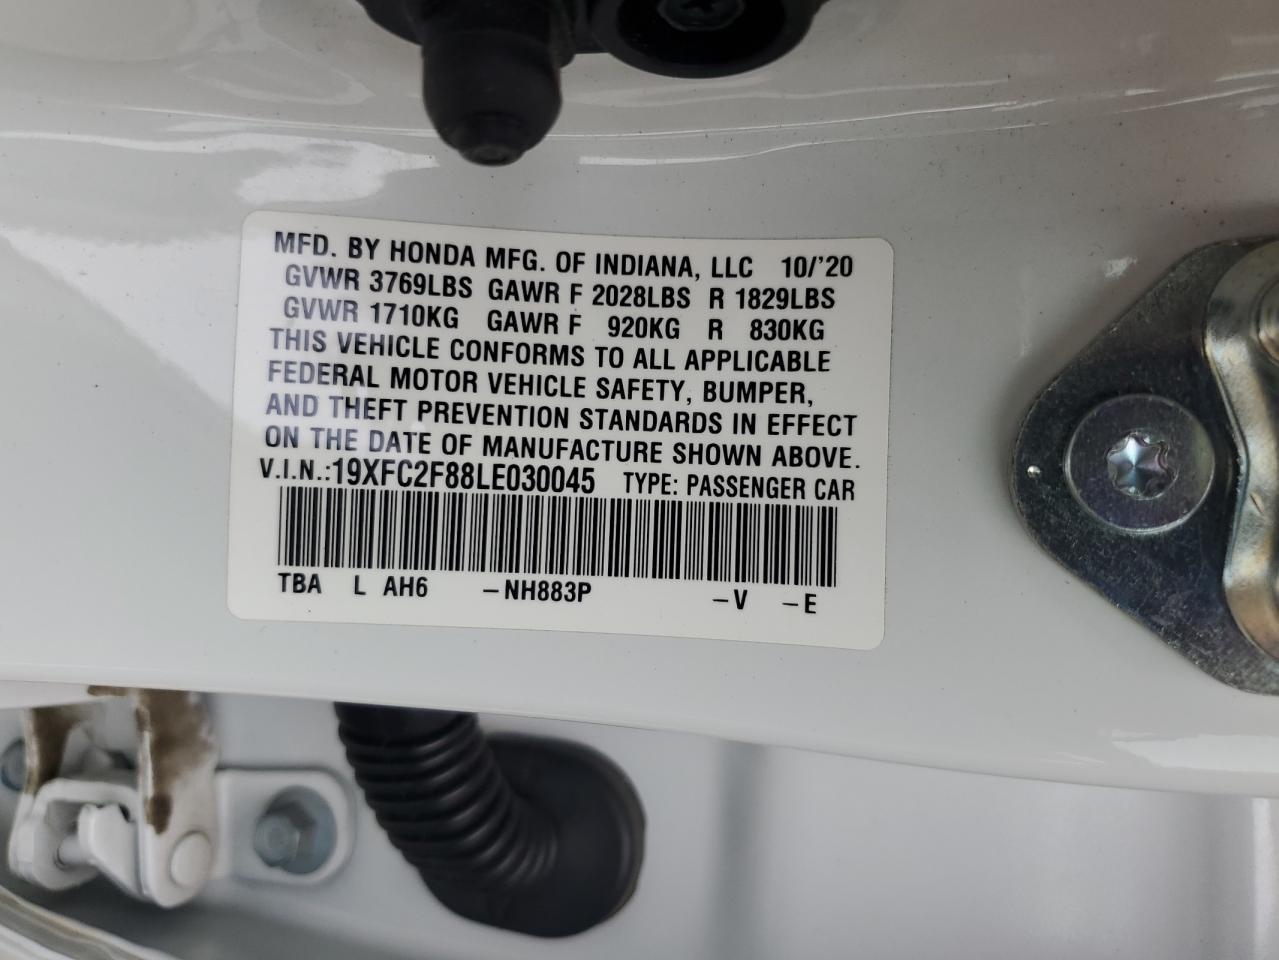 MFD. BY HONDA MFG. OF INDIANA, LLC 10/'20
GVWR 3769LBS GAWR F 2028LBS R 1829LBS
GVWR 1710KG GAWR F 920KG R 830KG
THIS VEHICLE CONFORMS TO ALL APPLICABLE
FEDERAL MOTOR VEHICLE SAFETY, BUMPER,
AND THEFT PREVENTION STANDARDS IN EFFECT
ON THE DATE OF MANUFACTURE SHOWN ABOVE.
V.I.N.:19XFC2F88LE030045 TYPE: PASSENGER CAR
TBA L AH6 -NH883P -V -E